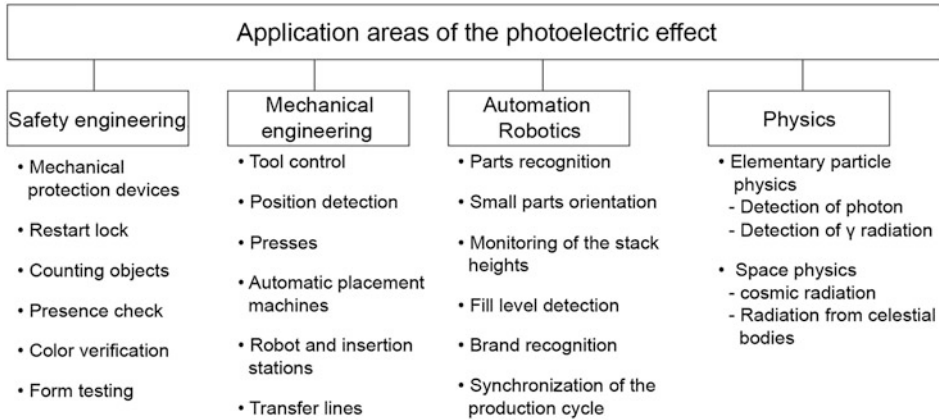 Application areas of the photoelectric effect
Safety engineering
• Mechanical
protection devices
• Restart lock
• Counting objects
• Presence check
• Color verification
• Form testing
Mechanical
engineering
• Tool control
• Position detection
• Presses
• Automatic placement
machines
• Robot and insertion
stations
• Transfer lines
Automation
Robotics
• Parts recognition
• Small parts orientation
• Monitoring of the stack
heights
• Fill level detection
• Brand recognition
• Synchronization of the
production cycle
Physics
• Elementary particle
physics
- Detection of photon
- Detection of γ radiation
• Space physics
- cosmic radiation
- Radiation from celestial
bodies